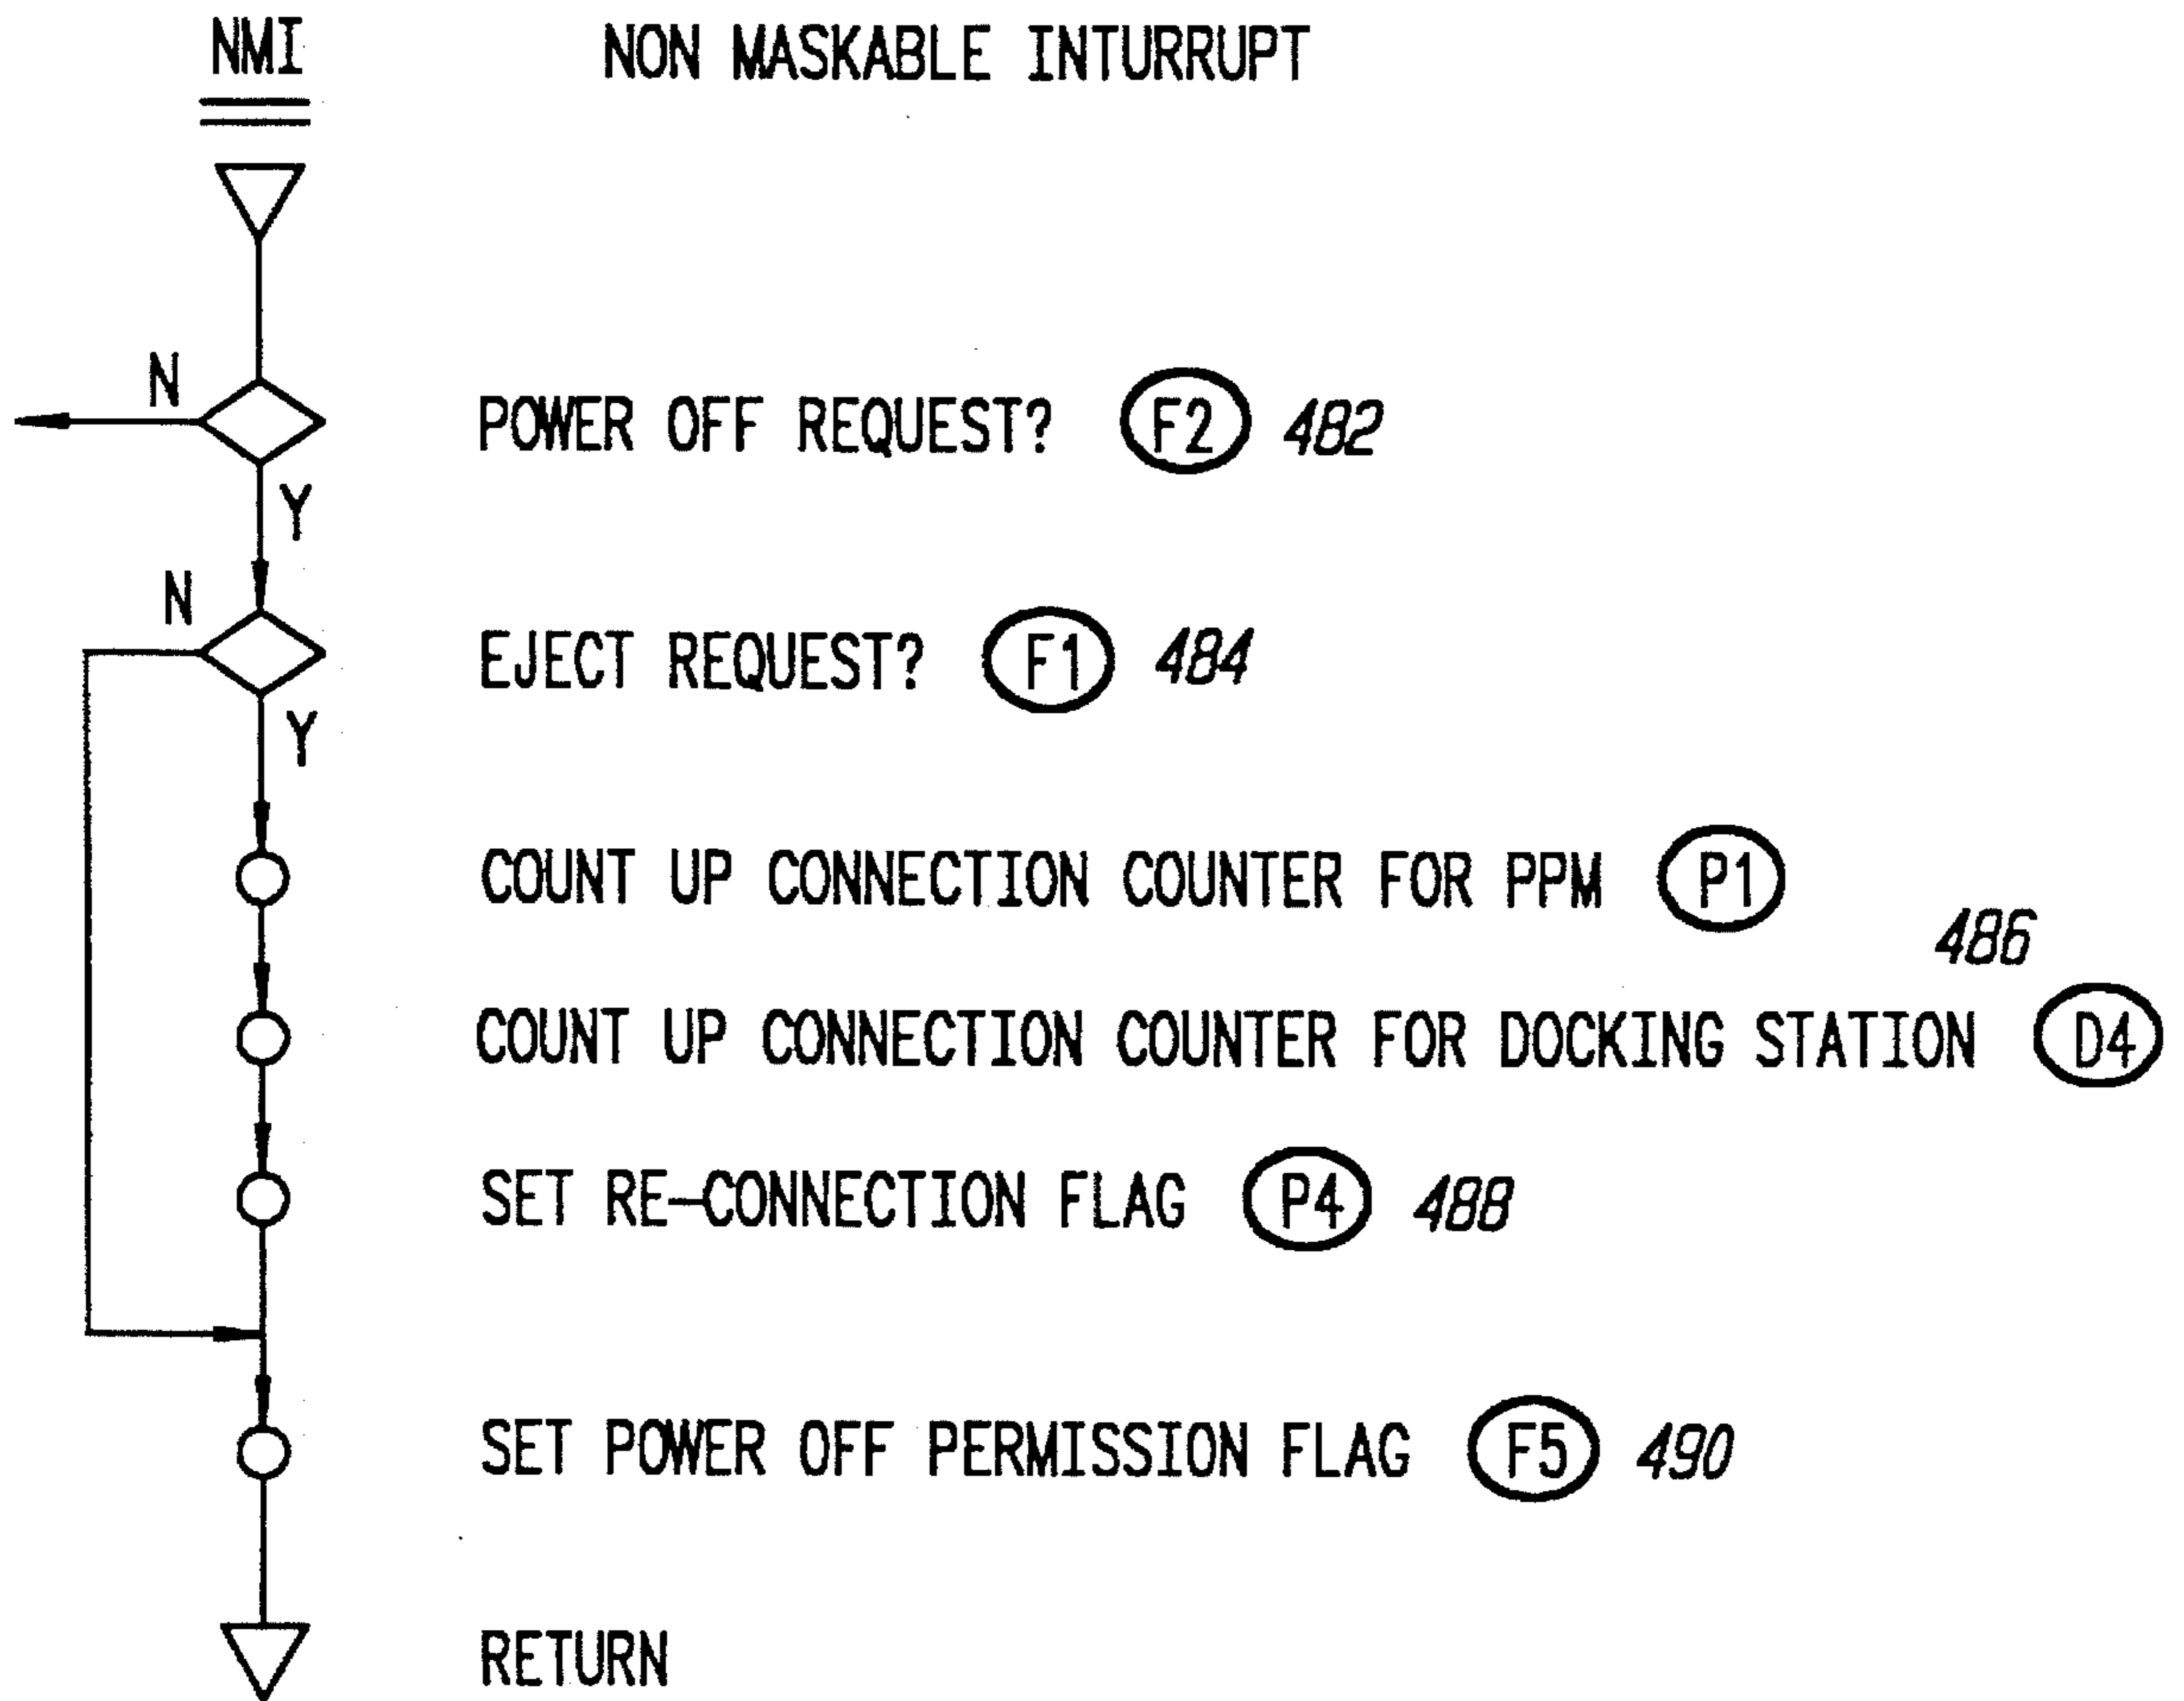 NMI NON MASKABLE INTURRUPT
N
POWER OFF REQUEST? F2 482
Y
N
EJECT REQUEST? F1 484
Y
COUNT UP CONNECTION COUNTER FOR PPM P1
486
COUNT UP CONNECTION COUNTER FOR DOCKING STATION D4
SET RE-CONNECTION FLAG P4 488
SET POWER OFF PERMISSION FLAG F5 490
RETURN